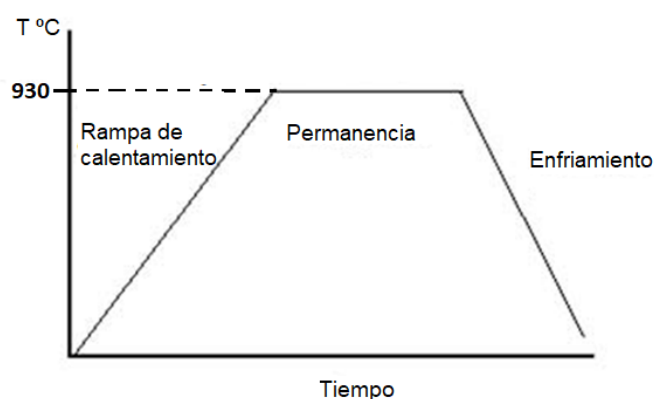 T ºC
930
Rampa de
calentamiento
Permanencia
Enfriamiento
Tiempo